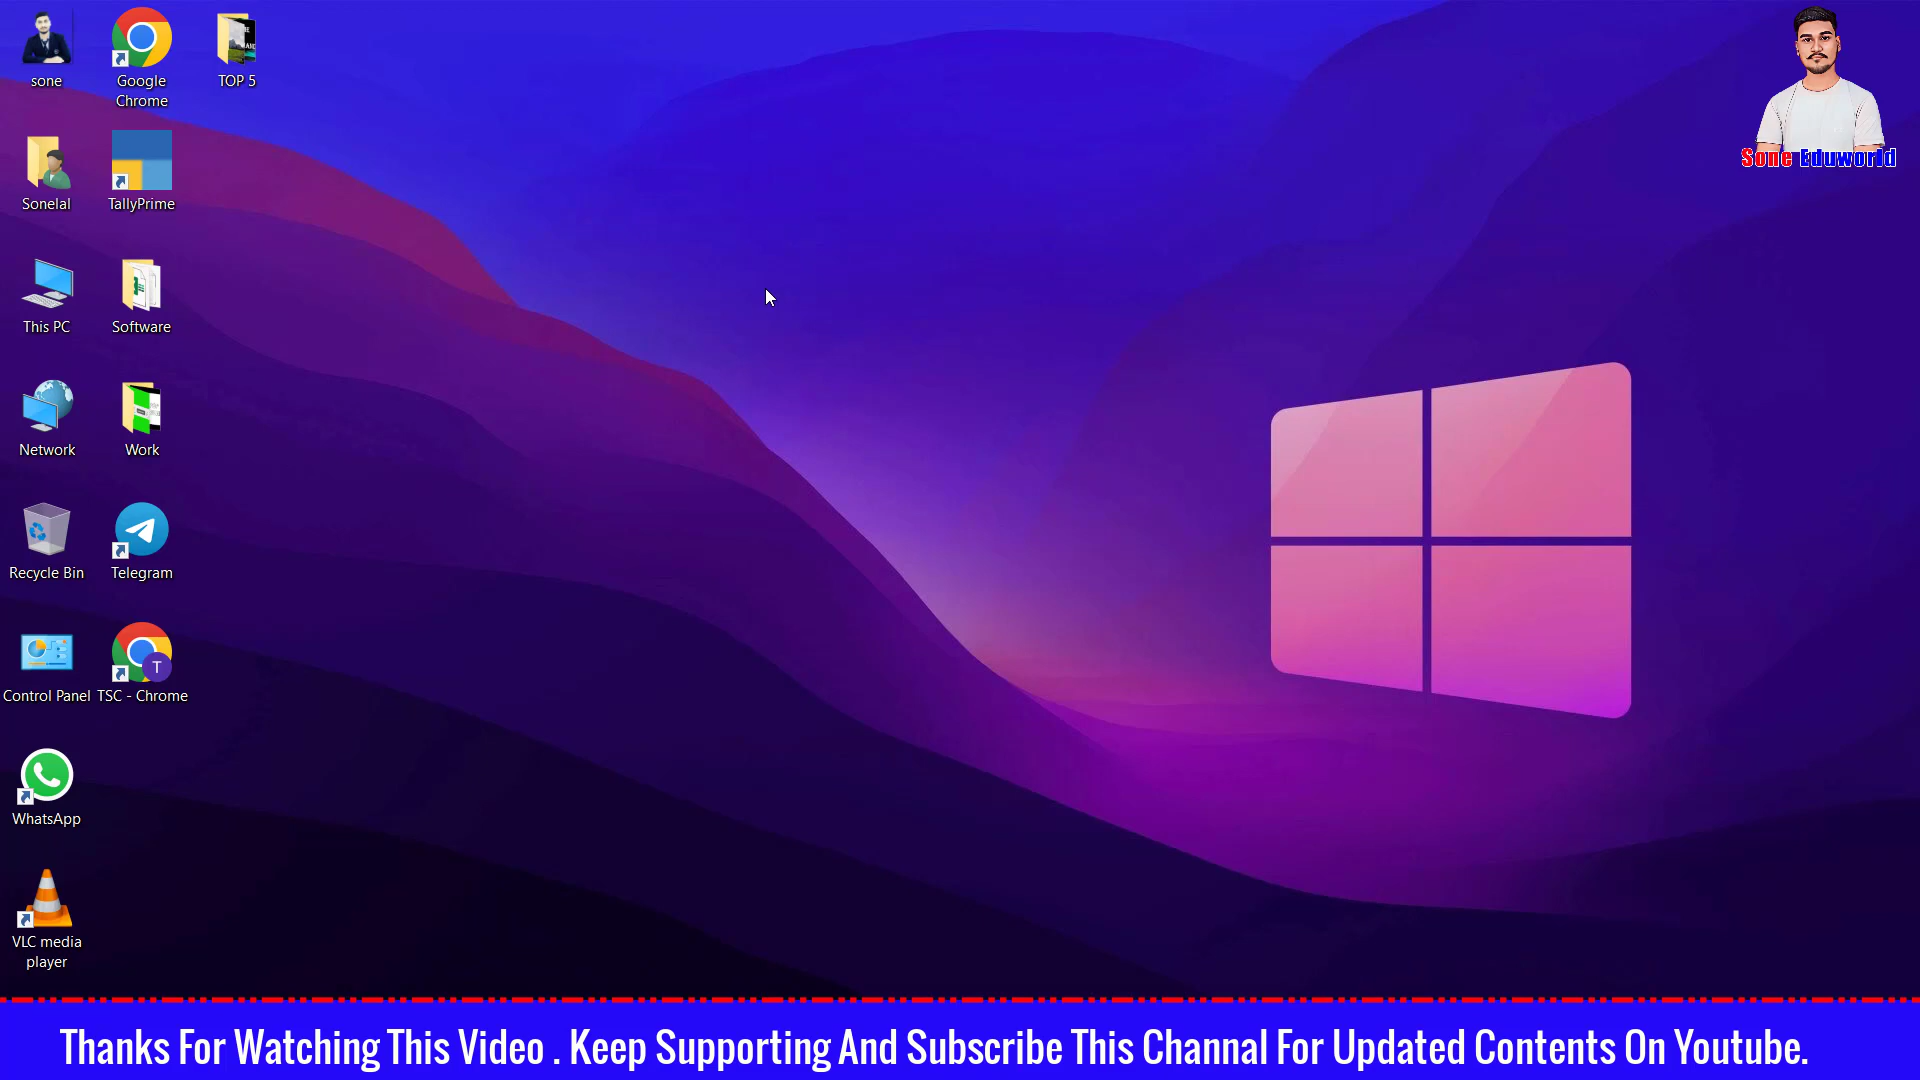 sone
Google
Chrome
TOP 5
Sone Eduworld
Sonelal
TallyPrime
This PC
Software
Network
Work
Recycle Bin
Telegram
T
Control Panel
TSC - Chrome
WhatsApp
VLC media
player
Thanks For Watching This Video . Keep Supporting And Subscribe This Channal For Updated Contents On Youtube.